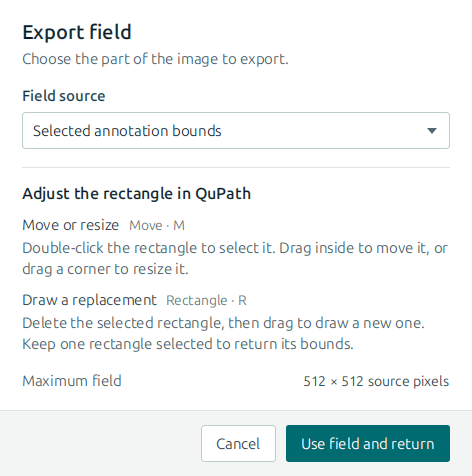 Export field
Choose the part of the image to export.
Field source
Selected annotation bounds
Adjust the rectangle in QuPath
Move or resize Move · M
Double-click the rectangle to select it. Drag inside to move it, or
drag a corner to resize it.
Draw a replacement Rectangle · R
Delete the selected rectangle, then drag to draw a new one.
Keep one rectangle selected to return its bounds.
Maximum field 512 × 512 source pixels
Cancel Use field and return